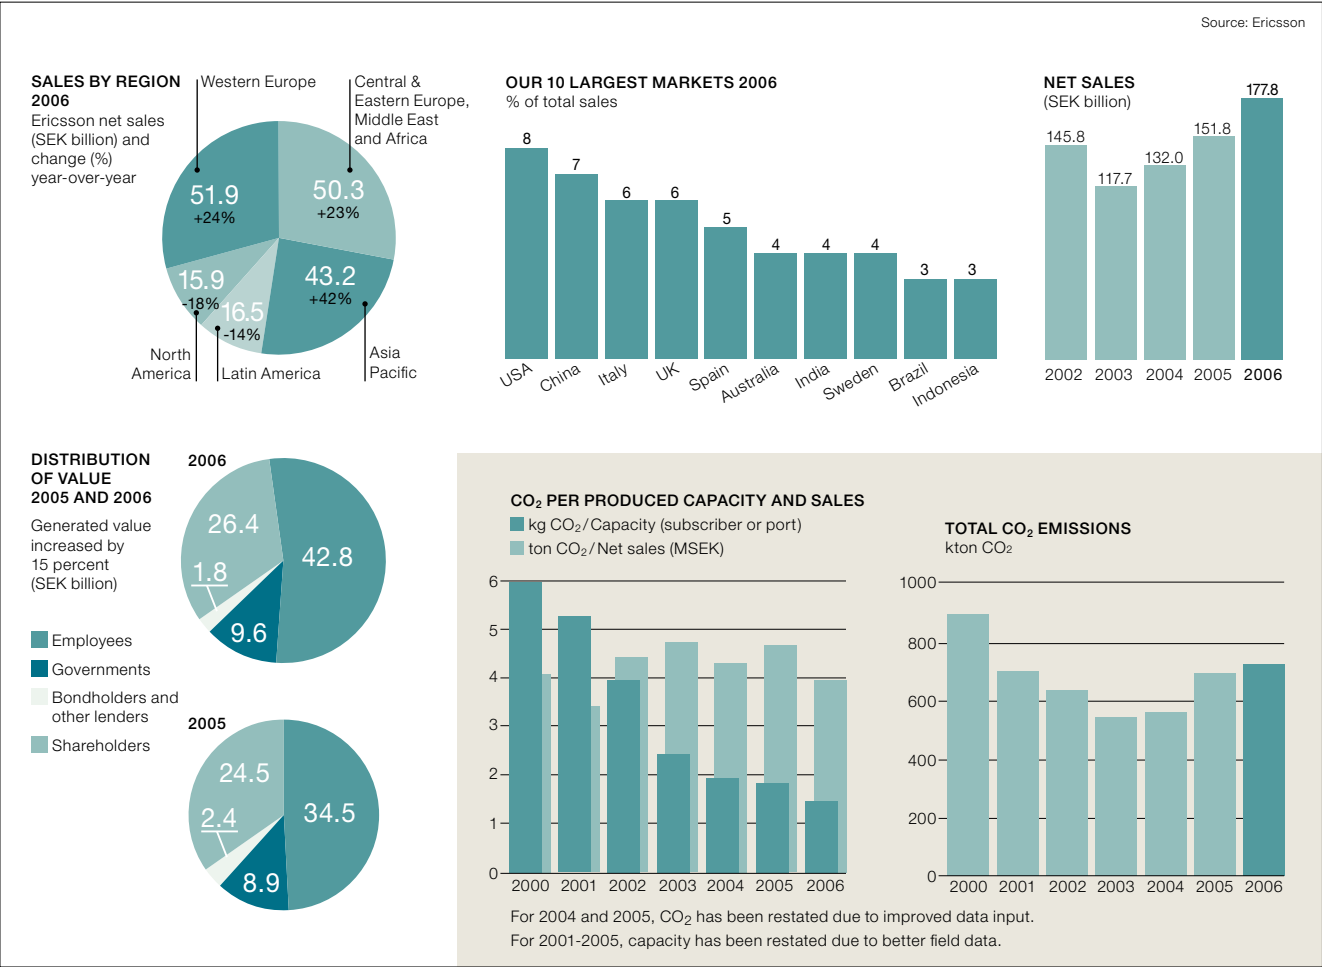 Source: Ericsson
SALES BY REGION
2006
Ericsson net sales
(SEK billion) and
change (%)
year-over-year
Western Europe
Central &
Eastern Europe,
Middle East
and Africa
51.9
+24%
50.3
+23%
15.9
-18%
16.5
-14%
43.2
+42%
North
America
Latin America
Asia
Pacific
OUR 10 LARGEST MARKETS 2006
% of total sales
8
7
6
6
5
4
4
4
3
3
USA
China
Italy
UK
Spain
Australia
India
Sweden
Brazil
Indonesia
NET SALES
(SEK billion)
145.8
117.7
132.0
151.8
177.8
2002
2003
2004
2005
2006
DISTRIBUTION
OF VALUE
2005 AND 2006
Generated value
increased by
15 percent
(SEK billion)
Employees
Governments
Bondholders and
other lenders
Shareholders
2006
26.4
42.8
1.8
9.6
2005
24.5
34.5
2.4
8.9
CO₂ PER PRODUCED CAPACITY AND SALES
kg CO₂/Capacity (subscriber or port)
ton CO₂/Net sales (MSEK)
6
5
4
3
2
1
0
2000
2001
2002
2003
2004
2005
2006
TOTAL CO₂ EMISSIONS
kton CO₂
1000
800
600
400
200
0
2000
2001
2002
2003
2004
2005
2006
For 2004 and 2005, CO₂ has been restated due to improved data input.
For 2001-2005, capacity has been restated due to better field data.